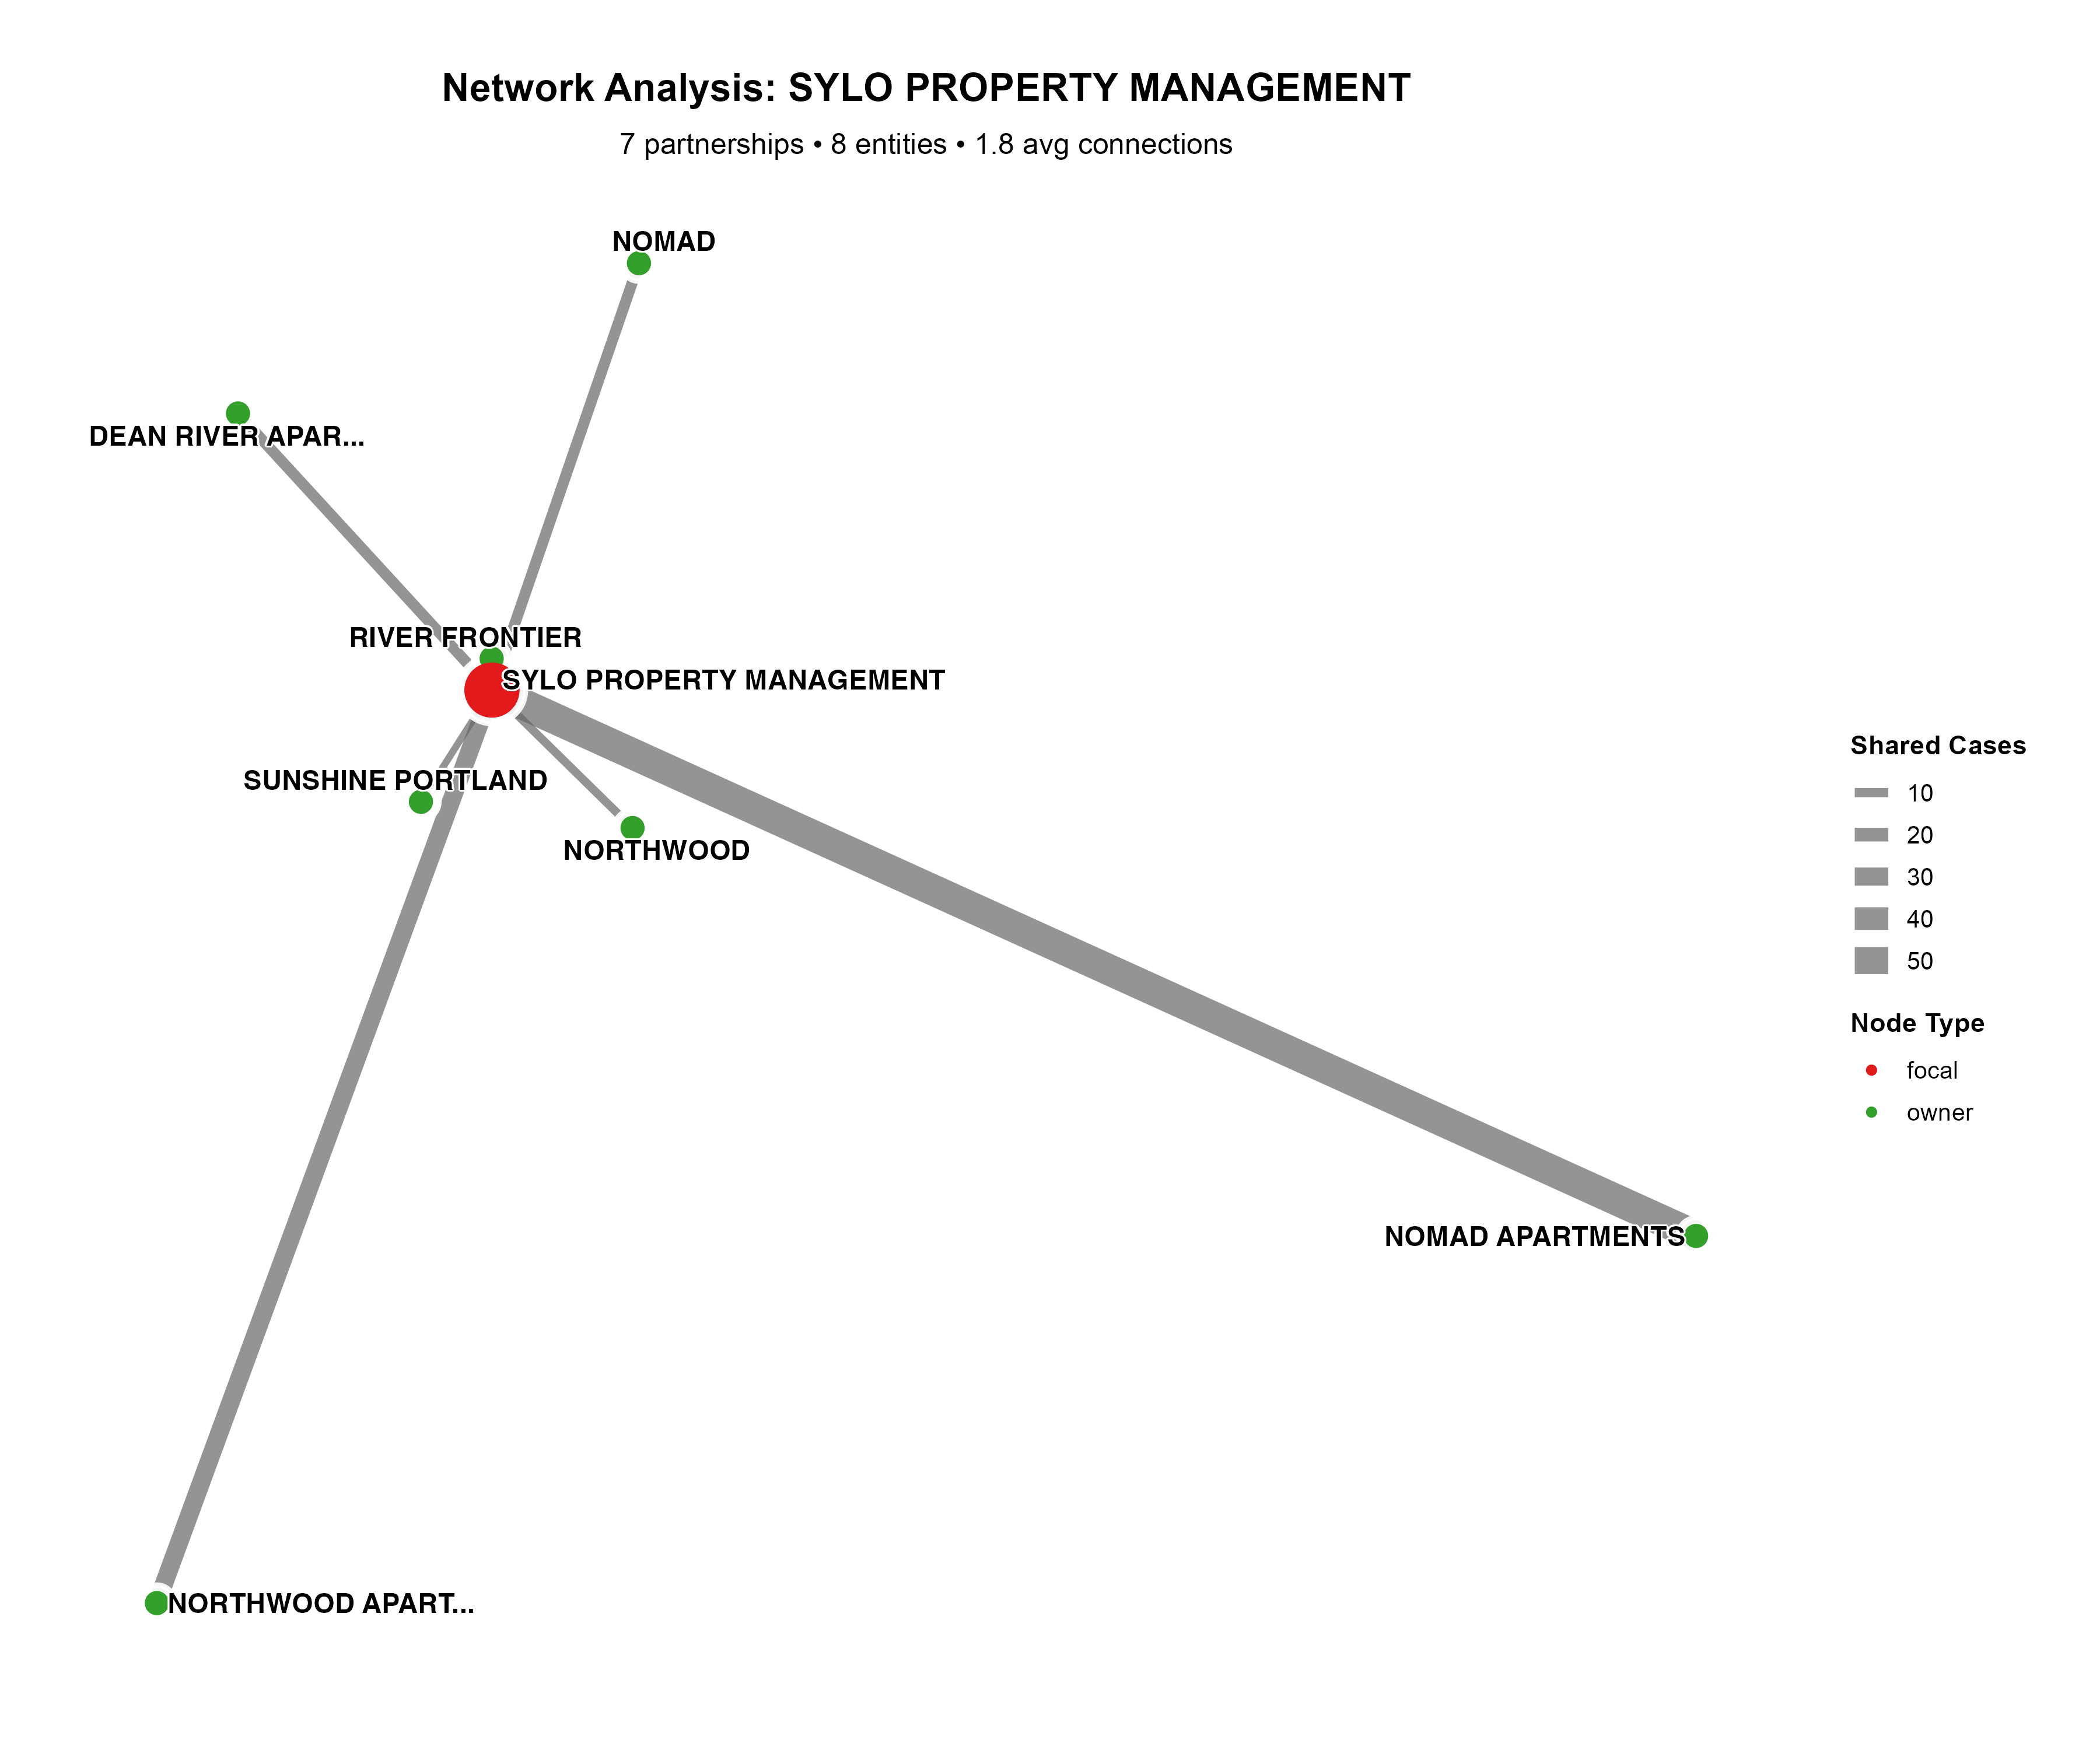 Network Analysis: SYLO PROPERTY MANAGEMENT
7 partnerships • 8 entities • 1.8 avg connections
NOMAD
DEAN RIVER APAR...
RIVER FRONTIER
SYLO PROPERTY MANAGEMENT
SUNSHINE PORTLAND
NORTHWOOD
NOMAD APARTMENTS
NORTHWOOD APART...
Shared Cases
10
20
30
40
50
Node Type
focal
owner